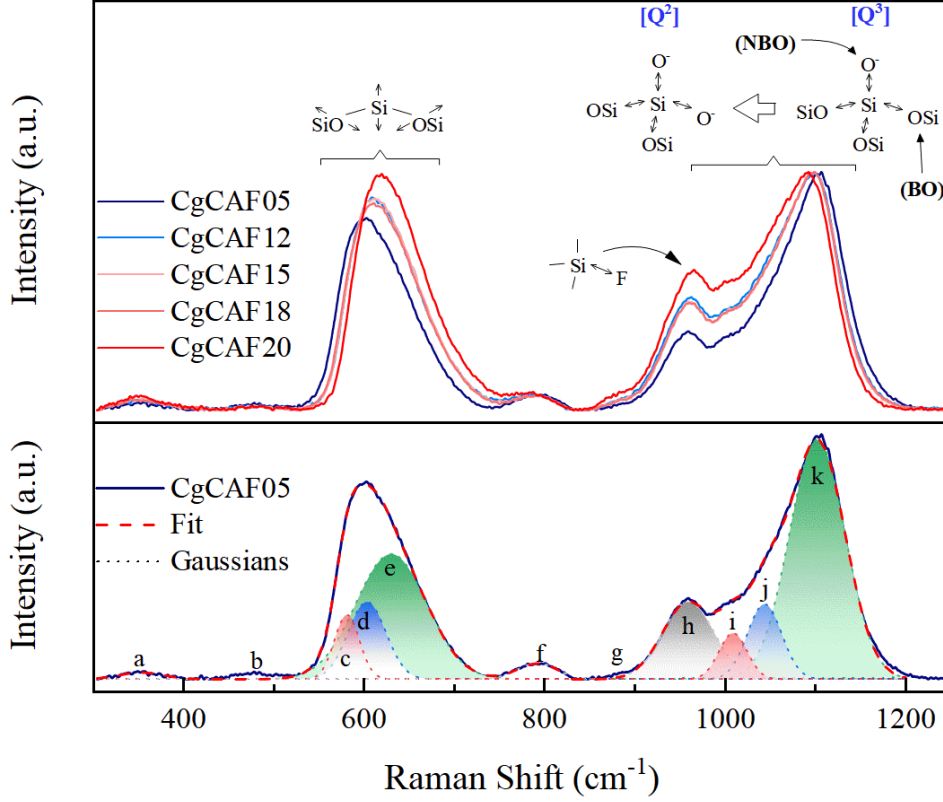 [Q²] [Q³]
(NBO)
O⁻ O⁻
Si
SiO OSi
OSi Si O⁻ SiO Si OSi
OSi OSi
(BO)
CgCAF05
CgCAF12
CgCAF15
CgCAF18
CgCAF20
Si F
Intensity (a.u.)
CgCAF05
Fit
Gaussians
a b c d e f g h i j k
Intensity (a.u.)
400 600 800 1000 1200
Raman Shift (cm⁻¹)